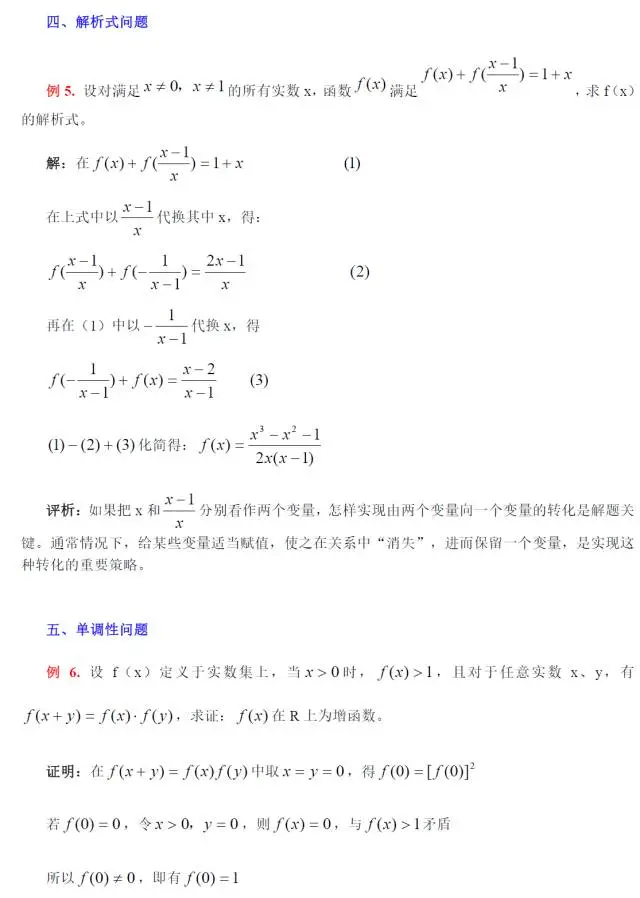 四、解析式问题
例 5. 设对满足 x ≠ 0，x ≠ 1 的所有实数 x，函数 f(x) 满足 f(x) + f(\frac{x-1}{x}) = 1 + x ，求 f（x）
的解析式。
解：在 f(x) + f(\frac{x-1}{x}) = 1 + x (1)
在上式中以 \frac{x-1}{x} 代换其中 x，得：
f(\frac{x-1}{x}) + f(-\frac{1}{x-1}) = \frac{2x-1}{x} (2)
再在（1）中以 -\frac{1}{x-1} 代换 x，得
f(-\frac{1}{x-1}) + f(x) = \frac{x-2}{x-1} (3)
(1) - (2) + (3) 化简得：f(x) = \frac{x^3 - x^2 - 1}{2x(x-1)}
评析：如果把 x 和 \frac{x-1}{x} 分别看作两个变量，怎样实现由两个变量向一个变量的转化是解题关
键。通常情况下，给某些变量适当赋值，使之在关系中“消失”，进而保留一个变量，是实现这
种转化的重要策略。
五、单调性问题
例 6. 设 f（x）定义于实数集上，当 x > 0 时， f(x) > 1 ，且对于任意实数 x、y，有
f(x + y) = f(x) · f(y) ，求证： f(x) 在 R 上为增函数。
证明：在 f(x + y) = f(x)f(y) 中取 x = y = 0 ，得 f(0) = [f(0)]^2
若 f(0) = 0 ，令 x > 0，y = 0 ，则 f(x) = 0 ，与 f(x) > 1 矛盾
所以 f(0) ≠ 0 ，即有 f(0) = 1